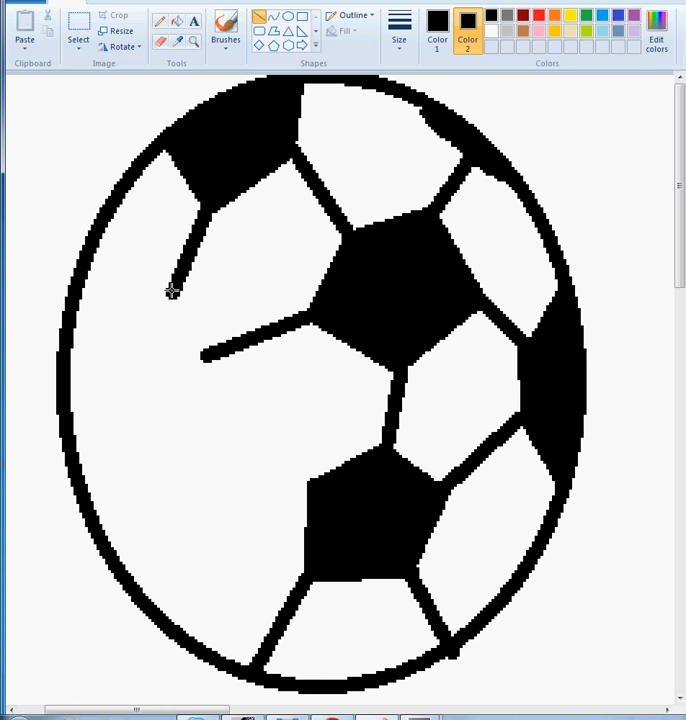 Crop
Resize
Rotate
Paste
Select
Brushes
Outline
Fill
Size
Color 1
Color 2
Edit colors
A
Clipboard
Image
Tools
Shapes
Colors